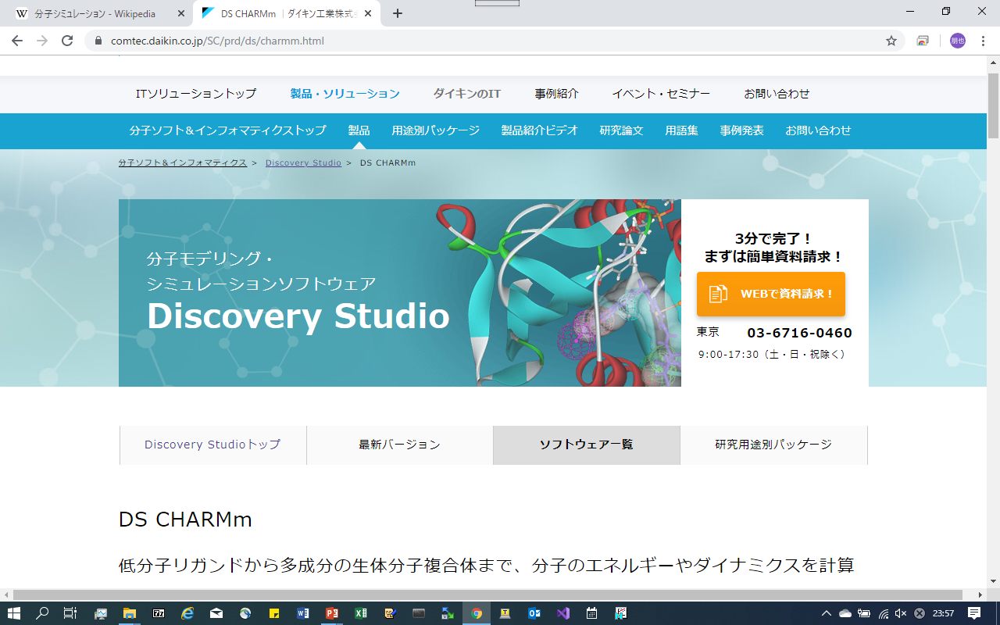 分子シミュレーション - Wikipedia
DS CHARMm ｜ダイキン工業株式会
comtec.daikin.co.jp/SC/prd/ds/charmm.html
朋也
ITソリューショントップ 製品・ソリューション ダイキンのIT 事例紹介 イベント・セミナー お問い合わせ
分子ソフト＆インフォマティクストップ 製品 用途別パッケージ 製品紹介ビデオ 研究論文 用語集 事例発表 お問い合わせ
分子ソフト＆インフォマティクス > Discovery Studio > DS CHARMm
分子モデリング・
シミュレーションソフトウェア
Discovery Studio
3分で完了！
まずは簡単資料請求！
WEBで資料請求！
東京 03-6716-0460
9:00-17:30（土・日・祝除く）
Discovery Studioトップ 最新バージョン ソフトウェア一覧 研究用途別パッケージ
DS CHARMm
低分子リガンドから多成分の生体分子複合体まで、分子のエネルギーやダイナミクスを計算
23:57